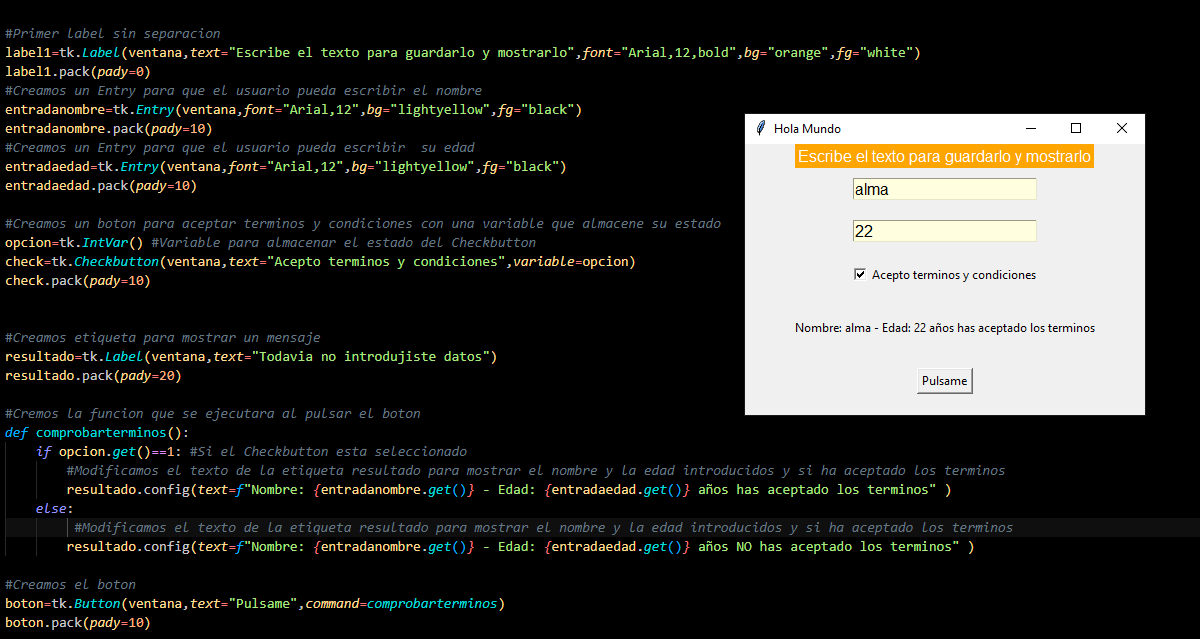 #Primer label sin separacion
label1=tk.Label(ventana,text="Escribe el texto para guardarlo y mostrarlo",font="Arial,12,bold",bg="orange",fg="white")
label1.pack(pady=0)
#Creamos un Entry para que el usuario pueda escribir el nombre
entradanombre=tk.Entry(ventana,font="Arial,12",bg="lightyellow",fg="black")
entradanombre.pack(pady=10)
#Creamos un Entry para que el usuario pueda escribir  su edad
entradaedad=tk.Entry(ventana,font="Arial,12",bg="lightyellow",fg="black")
entradaedad.pack(pady=10)
#Creamos un boton para aceptar terminos y condiciones con una variable que almacene su estado
opcion=tk.IntVar() #Variable para almacenar el estado del Checkbutton
check=tk.Checkbutton(ventana,text="Acepto terminos y condiciones",variable=opcion)
check.pack(pady=10)
#Creamos etiqueta para mostrar un mensaje
resultado=tk.Label(ventana,text="Todavia no introdujiste datos")
resultado.pack(pady=20)
#Cremos la funcion que se ejecutara al pulsar el boton
def comprobarterminos():
    if opcion.get()==1: #Si el Checkbutton esta seleccionado
        #Modificamos el texto de la etiqueta resultado para mostrar el nombre y la edad introducidos y si ha aceptado los terminos
        resultado.config(text=f"Nombre: {entradanombre.get()} - Edad: {entradaedad.get()} años has aceptado los terminos" )
    else:
        #Modificamos el texto de la etiqueta resultado para mostrar el nombre y la edad introducidos y si ha aceptado los terminos
        resultado.config(text=f"Nombre: {entradanombre.get()} - Edad: {entradaedad.get()} años NO has aceptado los terminos" )
#Creamos el boton
boton=tk.Button(ventana,text="Pulsame",command=comprobarterminos)
boton.pack(pady=10)
Hola Mundo
Escribe el texto para guardarlo y mostrarlo
alma
22
Acepto terminos y condiciones
Nombre: alma - Edad: 22 años has aceptado los terminos
Pulsame